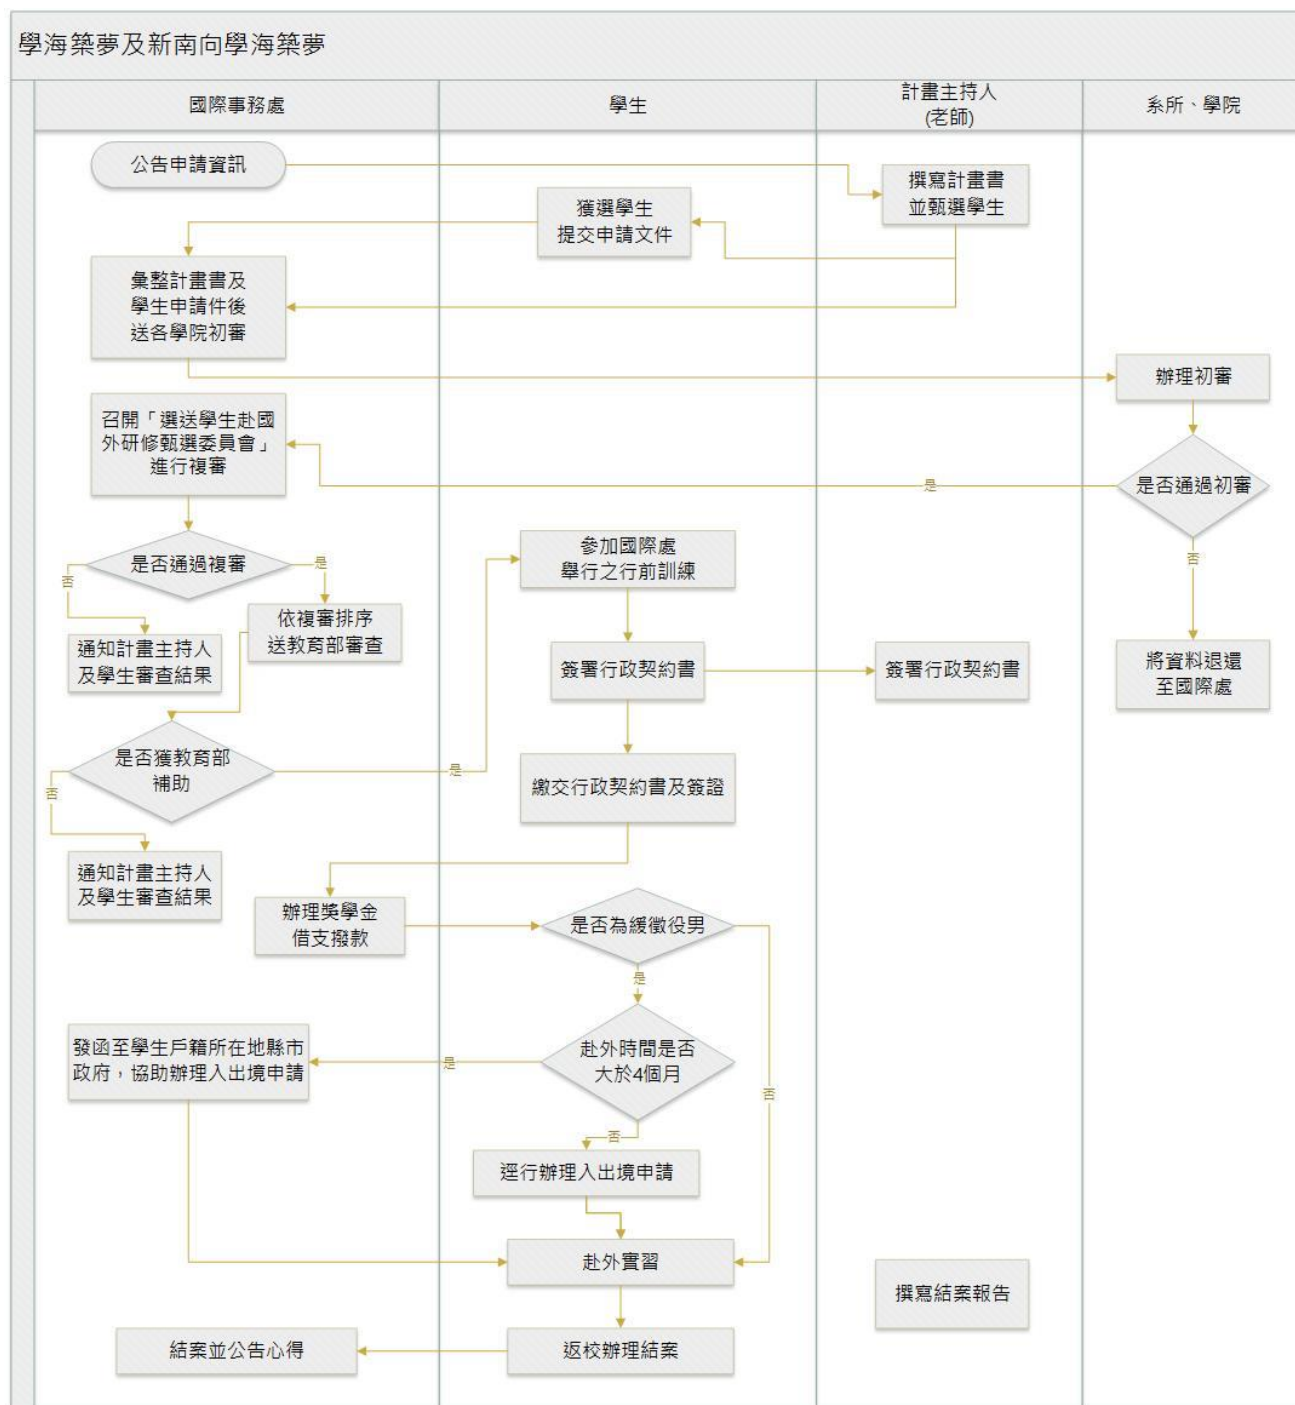 學海築夢及新南向學海築夢
國際事務處
學生
計畫主持人
(老師)
系所、學院
公告申請資訊
撰寫計畫書
並甄選學生
獲選學生
提交申請文件
彙整計畫書及
學生申請件後
送各學院初審
辦理初審
召開「選送學生赴國
外研修甄選委員會」
進行複審
是
是否通過初審
是否通過複審
是
否
參加國際處
舉行之行前訓練
否
依複審排序
送教育部審查
通知計畫主持人
及學生審查結果
簽署行政契約書
簽署行政契約書
將資料退還
至國際處
是否獲教育部
補助
是
否
繳交行政契約書及簽證
通知計畫主持人
及學生審查結果
辦理獎學金
借支撥款
是否為緩徵役男
是
發函至學生戶籍所在地縣市
政府，協助辦理入出境申請
是
赴外時間是否
大於4個月
否
否
逕行辦理入出境申請
赴外實習
撰寫結案報告
結案並公告心得
返校辦理結案